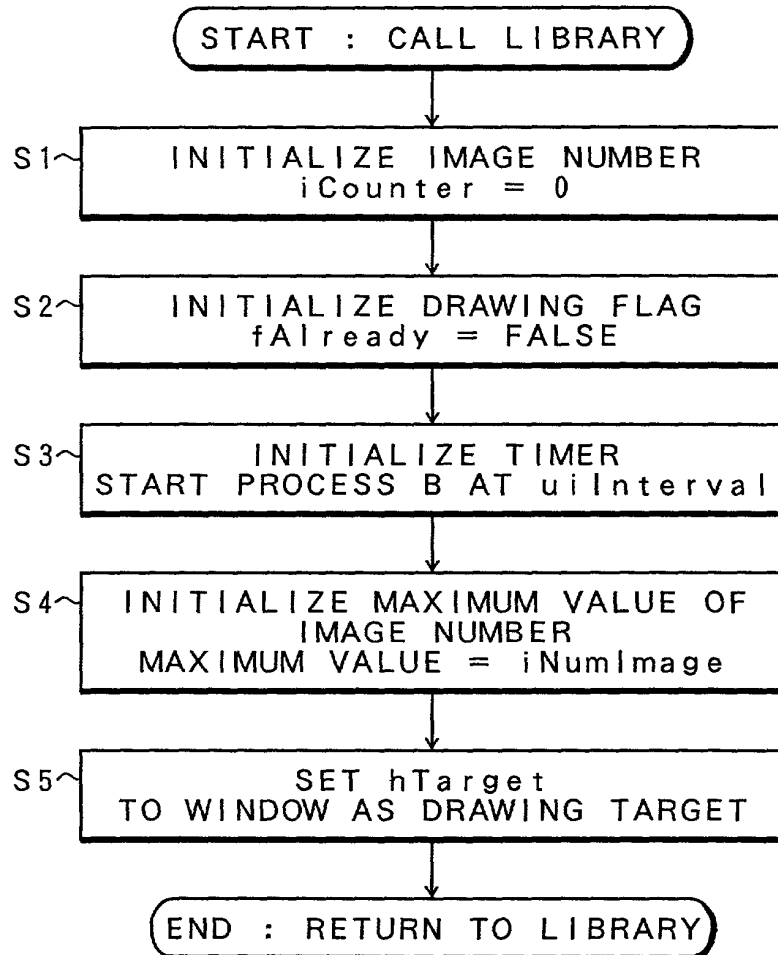 START : CALL LIBRARY
S1 INITIALIZE IMAGE NUMBER
iCounter = 0
S2 INITIALIZE DRAWING FLAG
fAlready = FALSE
S3 INITIALIZE TIMER
START PROCESS B AT uiInterval
S4 INITIALIZE MAXIMUM VALUE OF
IMAGE NUMBER
MAXIMUM VALUE = iNumImage
S5 SET hTarget
TO WINDOW AS DRAWING TARGET
END : RETURN TO LIBRARY